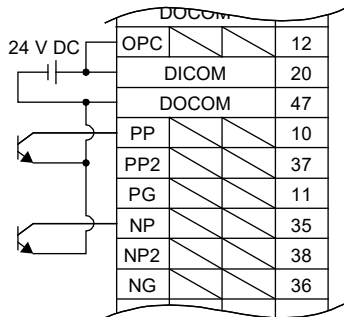 DOCOM
24 V DC
OPC 12
DICOM 20
DOCOM 47
PP 10
PP2 37
PG 11
NP 35
NP2 38
NG 36